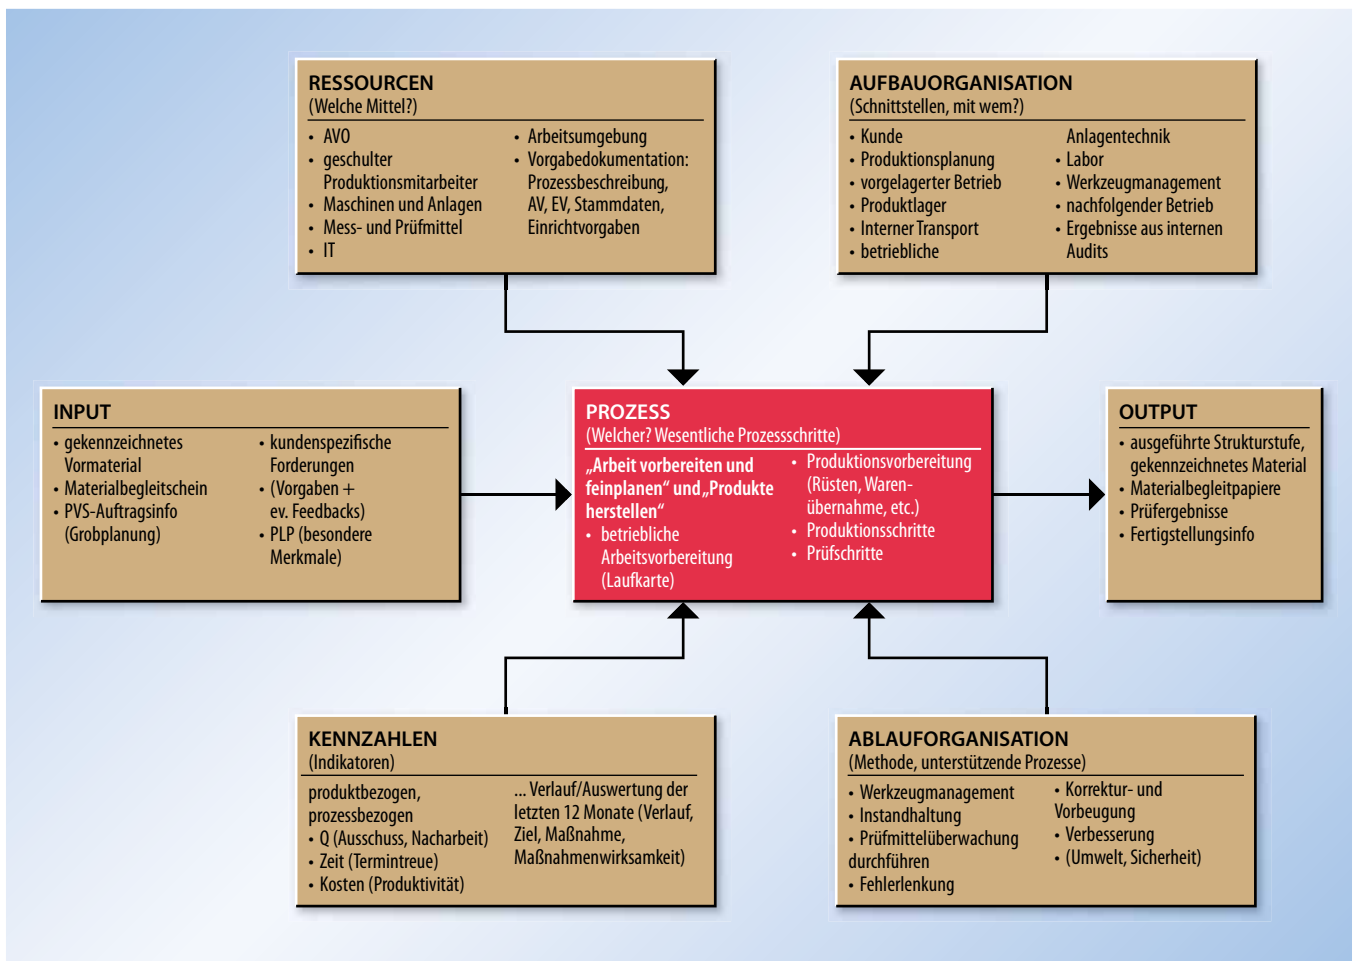 RESSOURCEN
(Welche Mittel?)
• AVO
• geschulter
Produktionsmitarbeiter
• Maschinen und Anlagen
• Mess- und Prüfmittel
• IT
• Arbeitsumgebung
• Vorgabedokumentation:
Prozessbeschreibung,
AV, EV, Stammdaten,
Einrichtvorgaben
AUFBAUORGANISATION
(Schnittstellen, mit wem?)
• Kunde
• Produktionsplanung
• vorgelagerter Betrieb
• Produktlager
• Interner Transport
• betriebliche
Anlagentechnik
• Labor
• Werkzeugmanagement
• nachfolgender Betrieb
• Ergebnisse aus internen
Audits
INPUT
• gekennzeichnetes
Vormaterial
• Materialbegleitschein
• PVS-Auftragsinfo
(Grobplanung)
• kundenspezifische
Forderungen
• (Vorgaben +
ev. Feedbacks)
• PLP (besondere
Merkmale)
PROZESS
(Welcher? Wesentliche Prozessschritte)
„Arbeit vorbereiten und
feinplanen“ und „Produkte
herstellen“
• betriebliche
Arbeitsvorbereitung
(Laufkarte)
• Produktionsvorbereitung
(Rüsten, Waren-
übernahme, etc.)
• Produktionsschritte
• Prüfschritte
OUTPUT
• ausgeführte Strukturstufe,
gekennzeichnetes Material
• Materialbegleitpapiere
• Prüfergebnisse
• Fertigstellungsinfo
KENNZAHLEN
(Indikatoren)
produktbezogen,
prozessbezogen
• Q (Ausschuss, Nacharbeit)
• Zeit (Termintreue)
• Kosten (Produktivität)
... Verlauf/Auswertung der
letzten 12 Monate (Verlauf,
Ziel, Maßnahme,
Maßnahmenwirksamkeit)
ABLAUFORGANISATION
(Methode, unterstützende Prozesse)
• Werkzeugmanagement
• Instandhaltung
• Prüfmittelüberwachung
durchführen
• Fehlerlenkung
• Korrektur- und
Vorbeugung
• Verbesserung
• (Umwelt, Sicherheit)